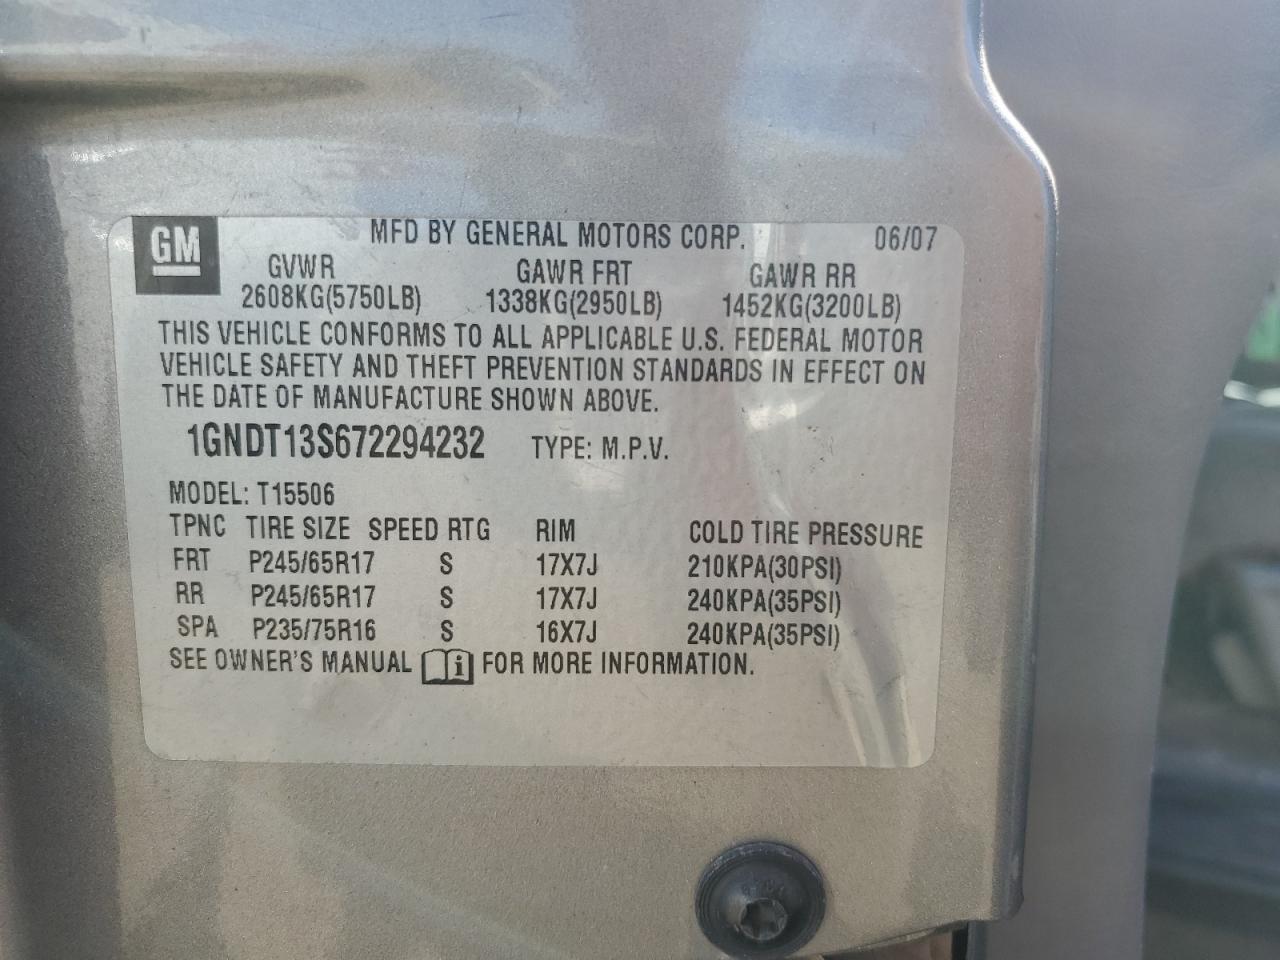 GM MFD BY GENERAL MOTORS CORP. 06/07
GVWR GAWR FRT GAWR RR
2608KG(5750LB) 1338KG(2950LB) 1452KG(3200LB)
THIS VEHICLE CONFORMS TO ALL APPLICABLE U.S. FEDERAL MOTOR
VEHICLE SAFETY AND THEFT PREVENTION STANDARDS IN EFFECT ON
THE DATE OF MANUFACTURE SHOWN ABOVE.
1GNDT13S672294232 TYPE: M.P.V.
MODEL: T15506
TPNC TIRE SIZE SPEED RTG RIM COLD TIRE PRESSURE
FRT P245/65R17 S 17X7J 210KPA(30PSI)
RR P245/65R17 S 17X7J 240KPA(35PSI)
SPA P235/75R16 S 16X7J 240KPA(35PSI)
SEE OWNER'S MANUAL i FOR MORE INFORMATION.